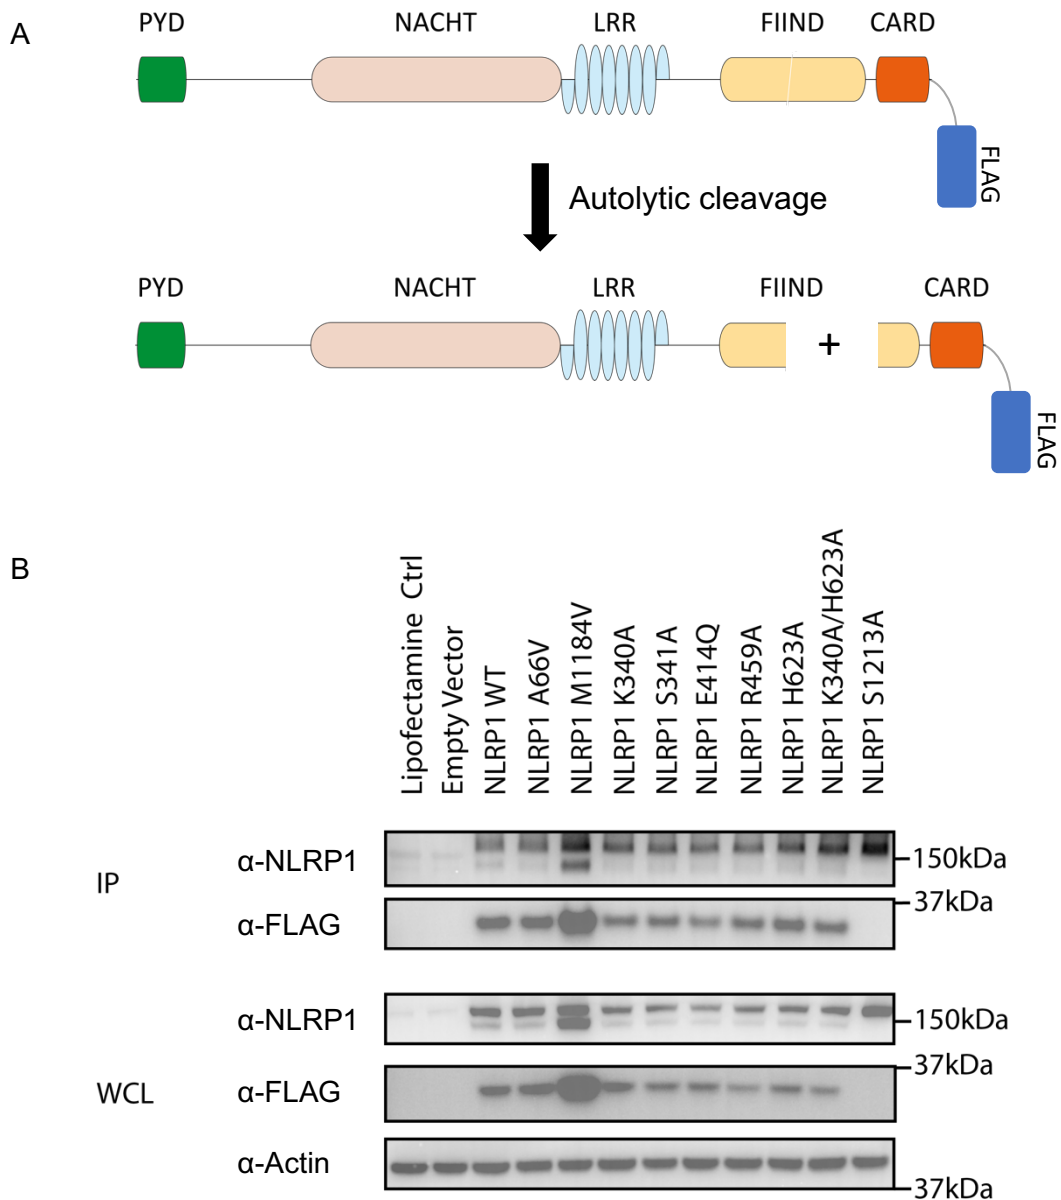 A
PYD NACHT LRR FIIND CARD
FLAG
Autolytic cleavage
PYD NACHT LRR FIIND CARD
+
FLAG
B
Lipofectamine Ctrl
Empty Vector
NLRP1 WT
NLRP1 A66V
NLRP1 M1184V
NLRP1 K340A
NLRP1 S341A
NLRP1 E414Q
NLRP1 R459A
NLRP1 H623A
NLRP1 K340A/H623A
NLRP1 S1213A
IP
α-NLRP1
150kDa
37kDa
α-FLAG
WCL
α-NLRP1
150kDa
37kDa
α-FLAG
α-Actin
37kDa